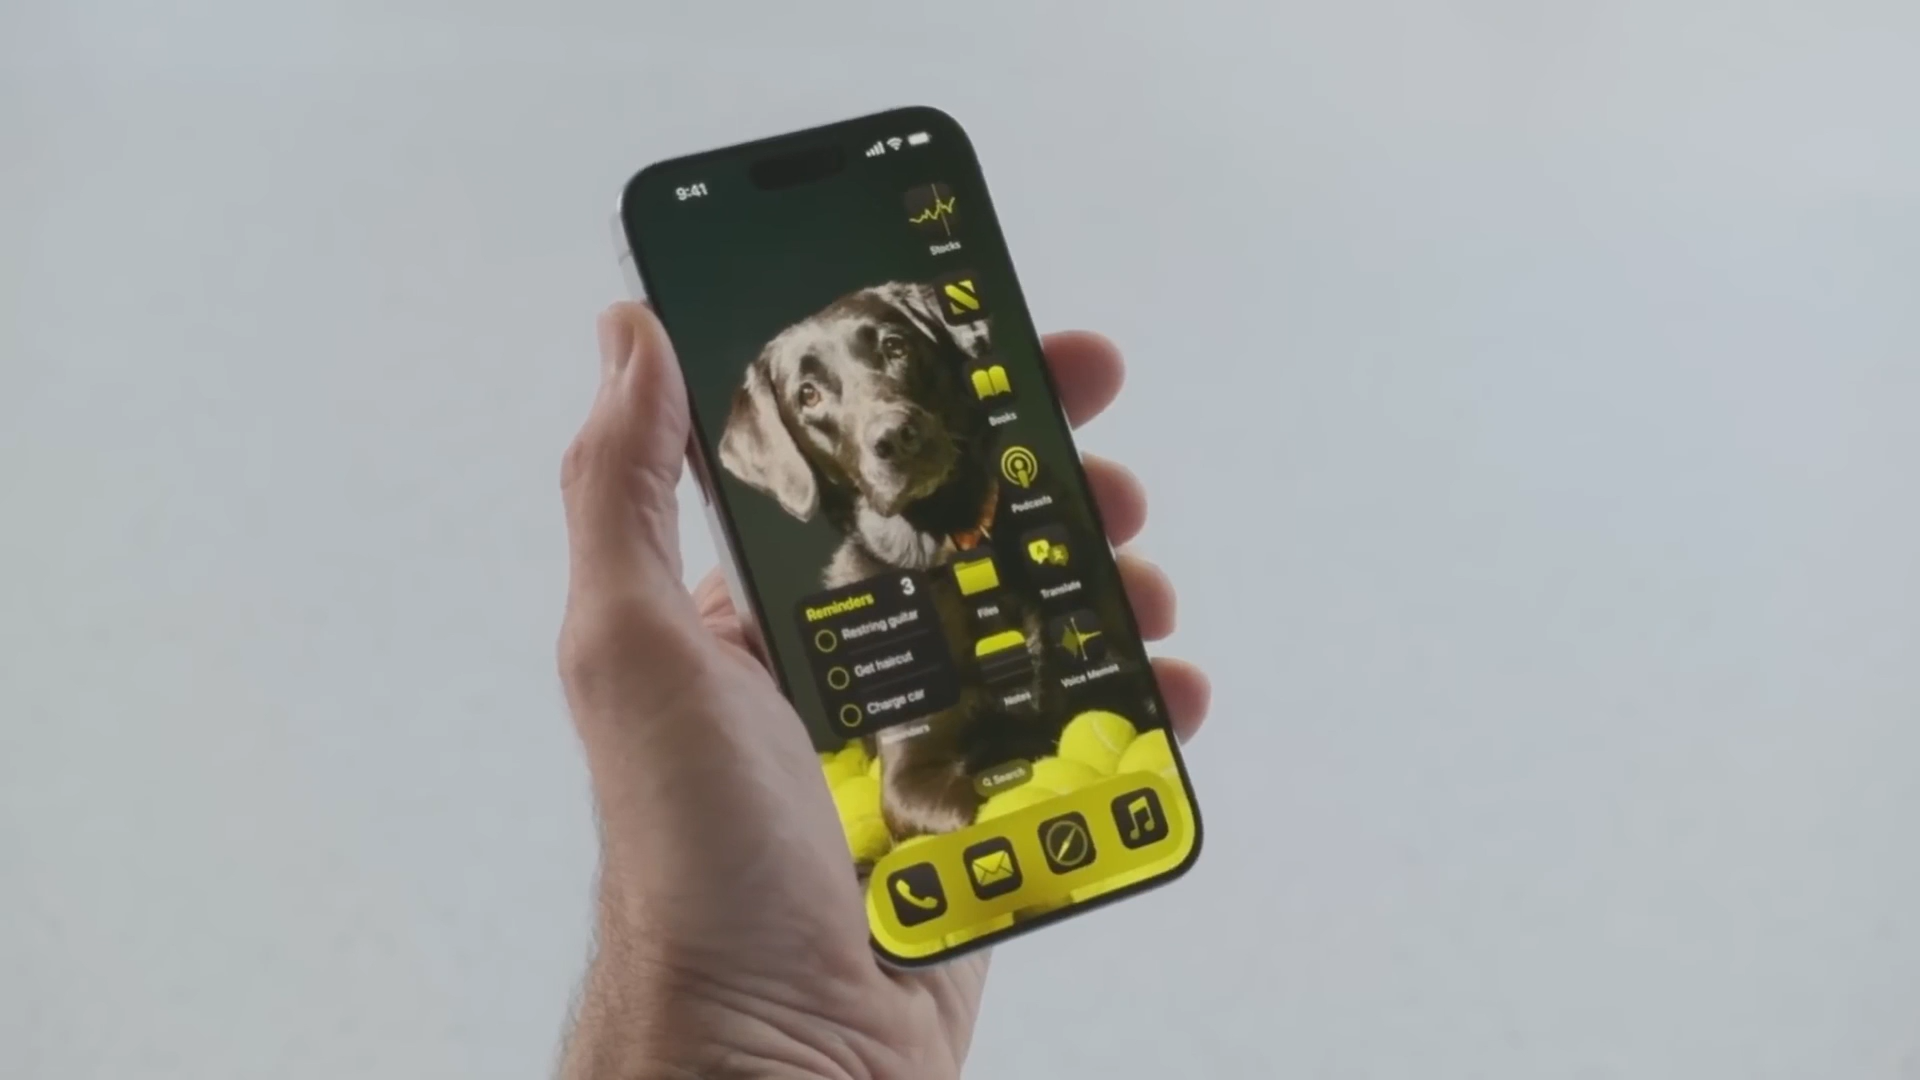 9:41
Stocks
Books
Podcasts
Translate
Files
Reminders 3
Restring guitar
Get haircut
Charge car
Reminders
Notes
Voice Memos
Search